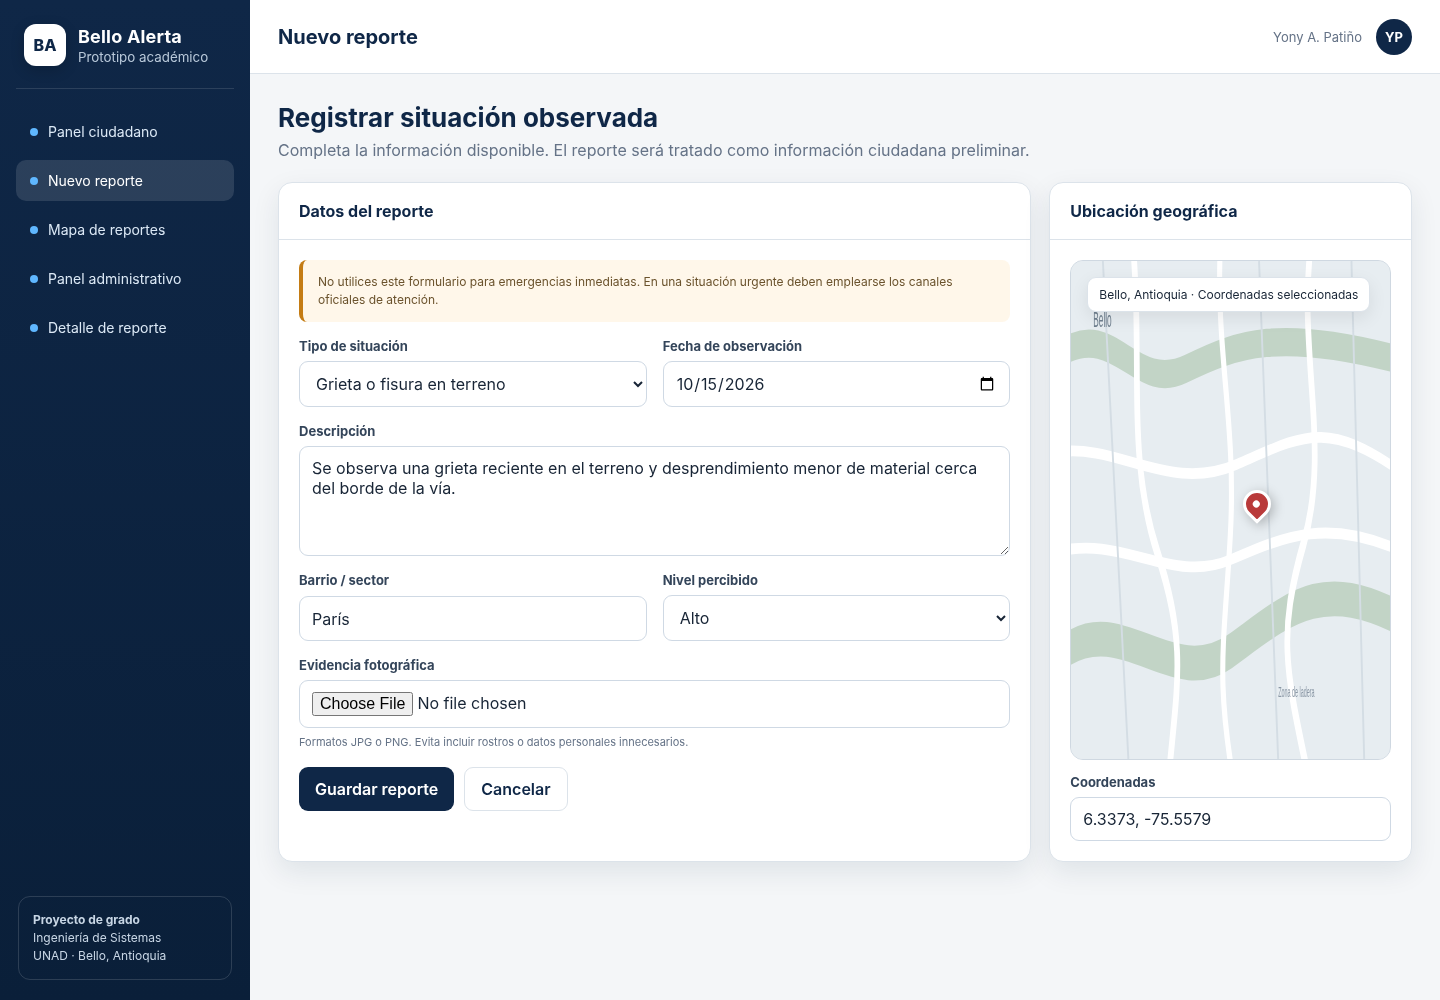 BA
Bello Alerta
Prototipo académico
Panel ciudadano
Nuevo reporte
Mapa de reportes
Panel administrativo
Detalle de reporte
Proyecto de grado
Ingeniería de Sistemas
UNAD · Bello, Antioquia
Nuevo reporte
Yony A. Patiño
YP
Registrar situación observada
Completa la información disponible. El reporte será tratado como información ciudadana preliminar.
Datos del reporte
No utilices este formulario para emergencias inmediatas. En una situación urgente deben emplearse los canales
oficiales de atención.
Tipo de situación
Fecha de observación
Grieta o fisura en terreno
10/15/2026
Descripción
Se observa una grieta reciente en el terreno y desprendimiento menor de material cerca
del borde de la vía.
Barrio / sector
Nivel percibido
París
Alto
Evidencia fotográfica
Choose File No file chosen
Formatos JPG o PNG. Evita incluir rostros o datos personales innecesarios.
Guardar reporte
Cancelar
Ubicación geográfica
Bello, Antioquia · Coordenadas seleccionadas
Bello
Zona de ladera
Coordenadas
6.3373, -75.5579